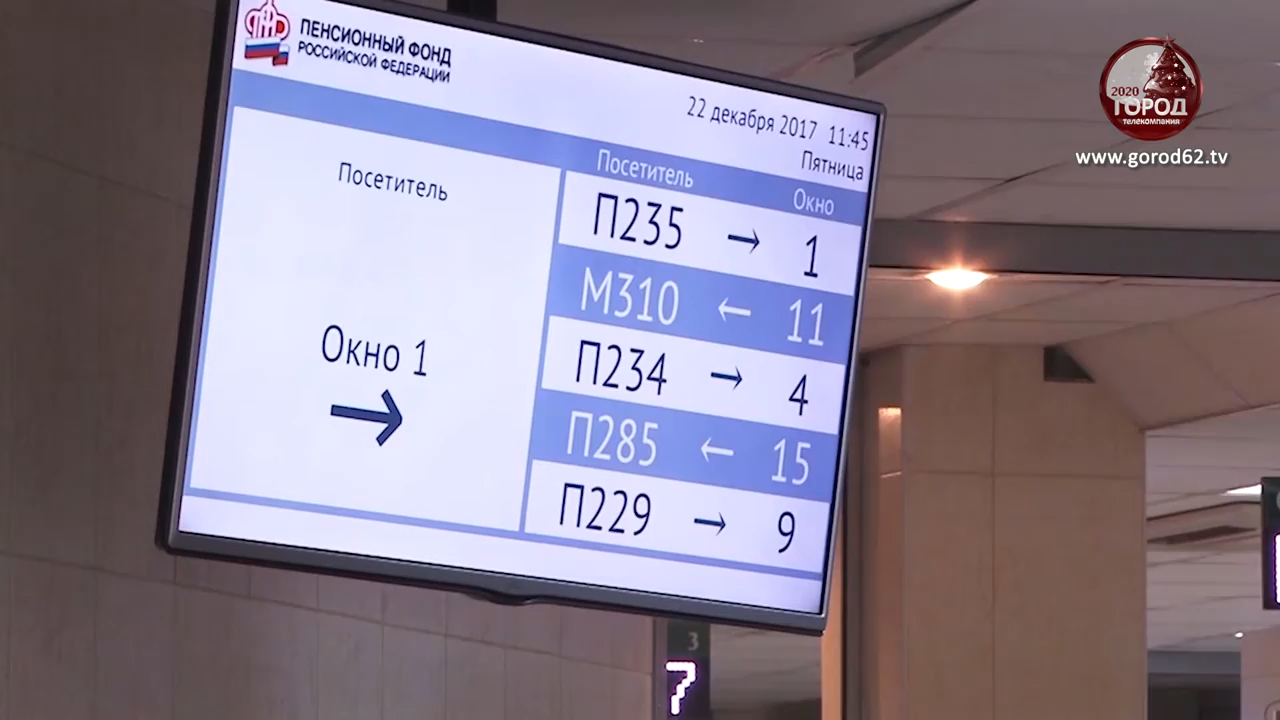 ПЕНСИОННЫЙ ФОНД
РОССИЙСКОЙ ФЕДЕРАЦИИ
22 декабря 2017 11:45
Пятница
Посетитель
Окно 1
→
Посетитель Окно
П235 → 1
М310 ← 11
П234 → 4
П285 ← 15
П229 → 9
3
7
2020
ГОРОД
телекомпания
www.gorod62.tv